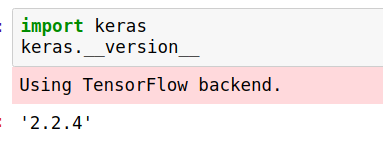 import keras
keras.__version__
Using TensorFlow backend.
'2.2.4'